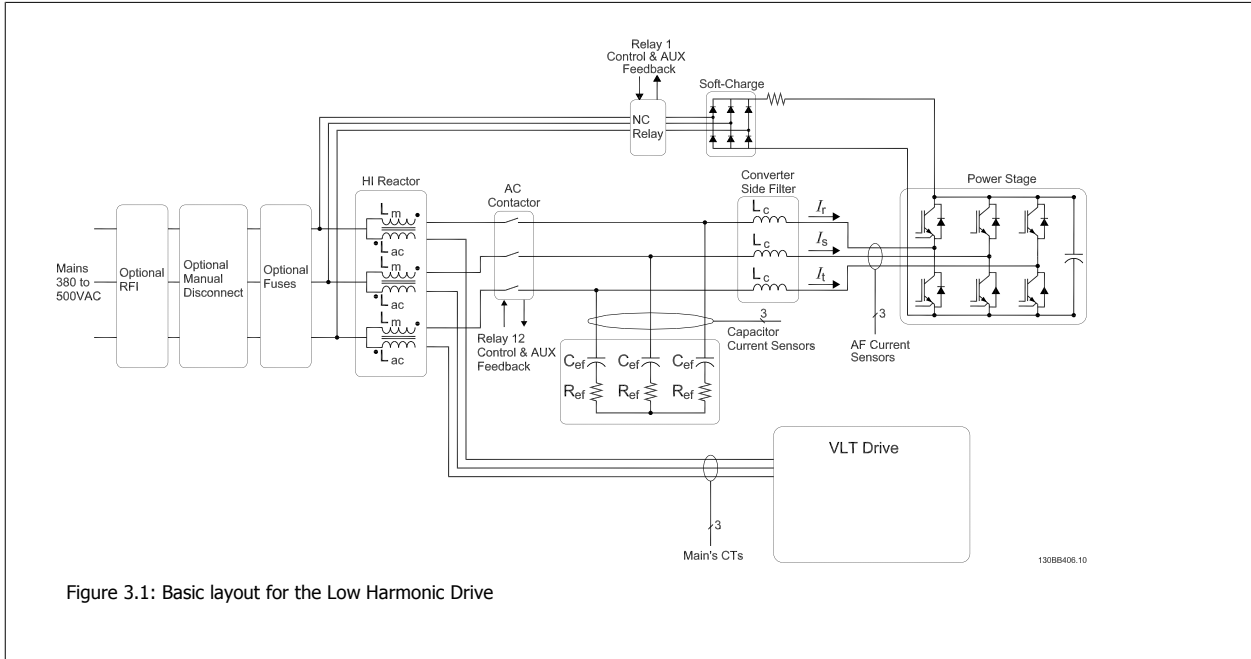 Relay 1
Control & AUX
Feedback
Soft-Charge
NC
Relay
HI Reactor
AC
Contactor
Converter
Side Filter
Power Stage
Mains
380 to
500VAC
Optional
RFI
Optional
Manual
Disconnect
Optional
Fuses
Lm
Lac
Lm
Lac
Lm
Lac
Lc
Ir
Lc
Is
Lc
It
Relay 12
Control & AUX
Feedback
3
Capacitor
Current Sensors
3
AF Current
Sensors
Cef Cef Cef
Ref Ref Ref
VLT Drive
3
Main's CTs
130BB406.10
Figure 3.1: Basic layout for the Low Harmonic Drive